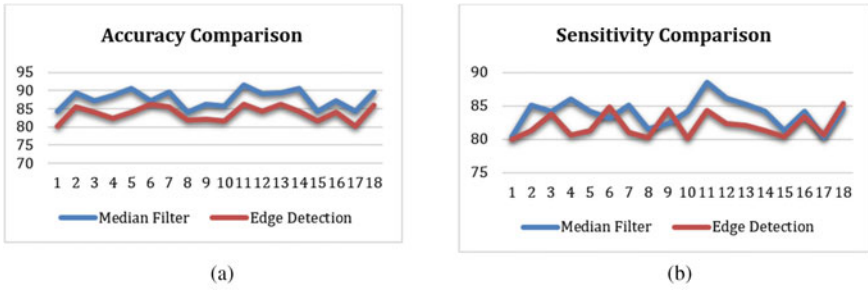 Accuracy Comparison
95
90
85
80
75
70
1 2 3 4 5 6 7 8 9 10 11 12 13 14 15 16 17 18
Median Filter Edge Detection
(a)
Sensitivity Comparison
90
85
80
75
1 2 3 4 5 6 7 8 9 10 11 12 13 14 15 16 17 18
Median Filter Edge Detection
(b)